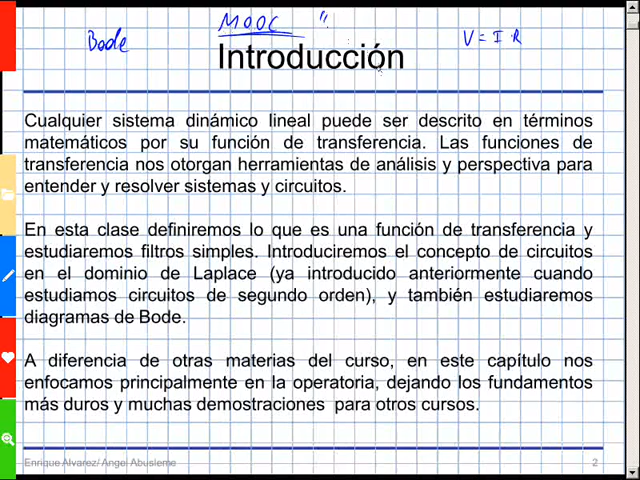 MOOC "
Bode
V = I · R
Introducción
Cualquier sistema dinámico lineal puede ser descrito en términos
matemáticos por su función de transferencia. Las funciones de
transferencia nos otorgan herramientas de análisis y perspectiva para
entender y resolver sistemas y circuitos.
En esta clase definiremos lo que es una función de transferencia y
estudiaremos filtros simples. Introduciremos el concepto de circuitos
en el dominio de Laplace (ya introducido anteriormente cuando
estudiamos circuitos de segundo orden), y también estudiaremos
diagramas de Bode.
A diferencia de otras materias del curso, en este capítulo nos
enfocamos principalmente en la operatoria, dejando los fundamentos
más duros y muchas demostraciones para otros cursos.
Enrique Alvarez/ Angel Abusleme
2